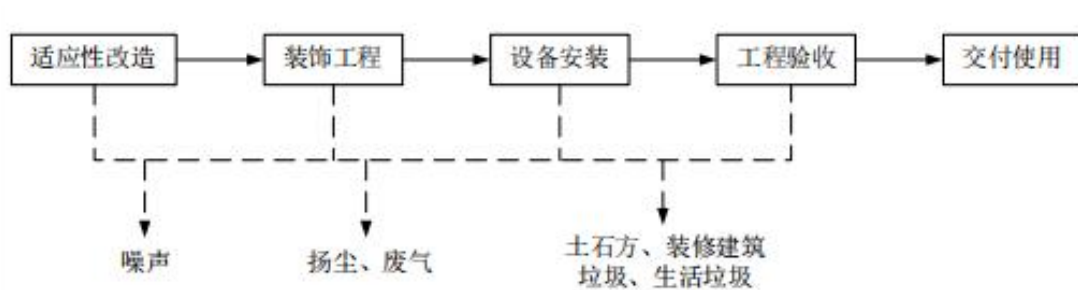 适应性改造
装饰工程
设备安装
工程验收
交付使用
噪声
扬尘、废气
土石方、装修建筑
垃圾、生活垃圾